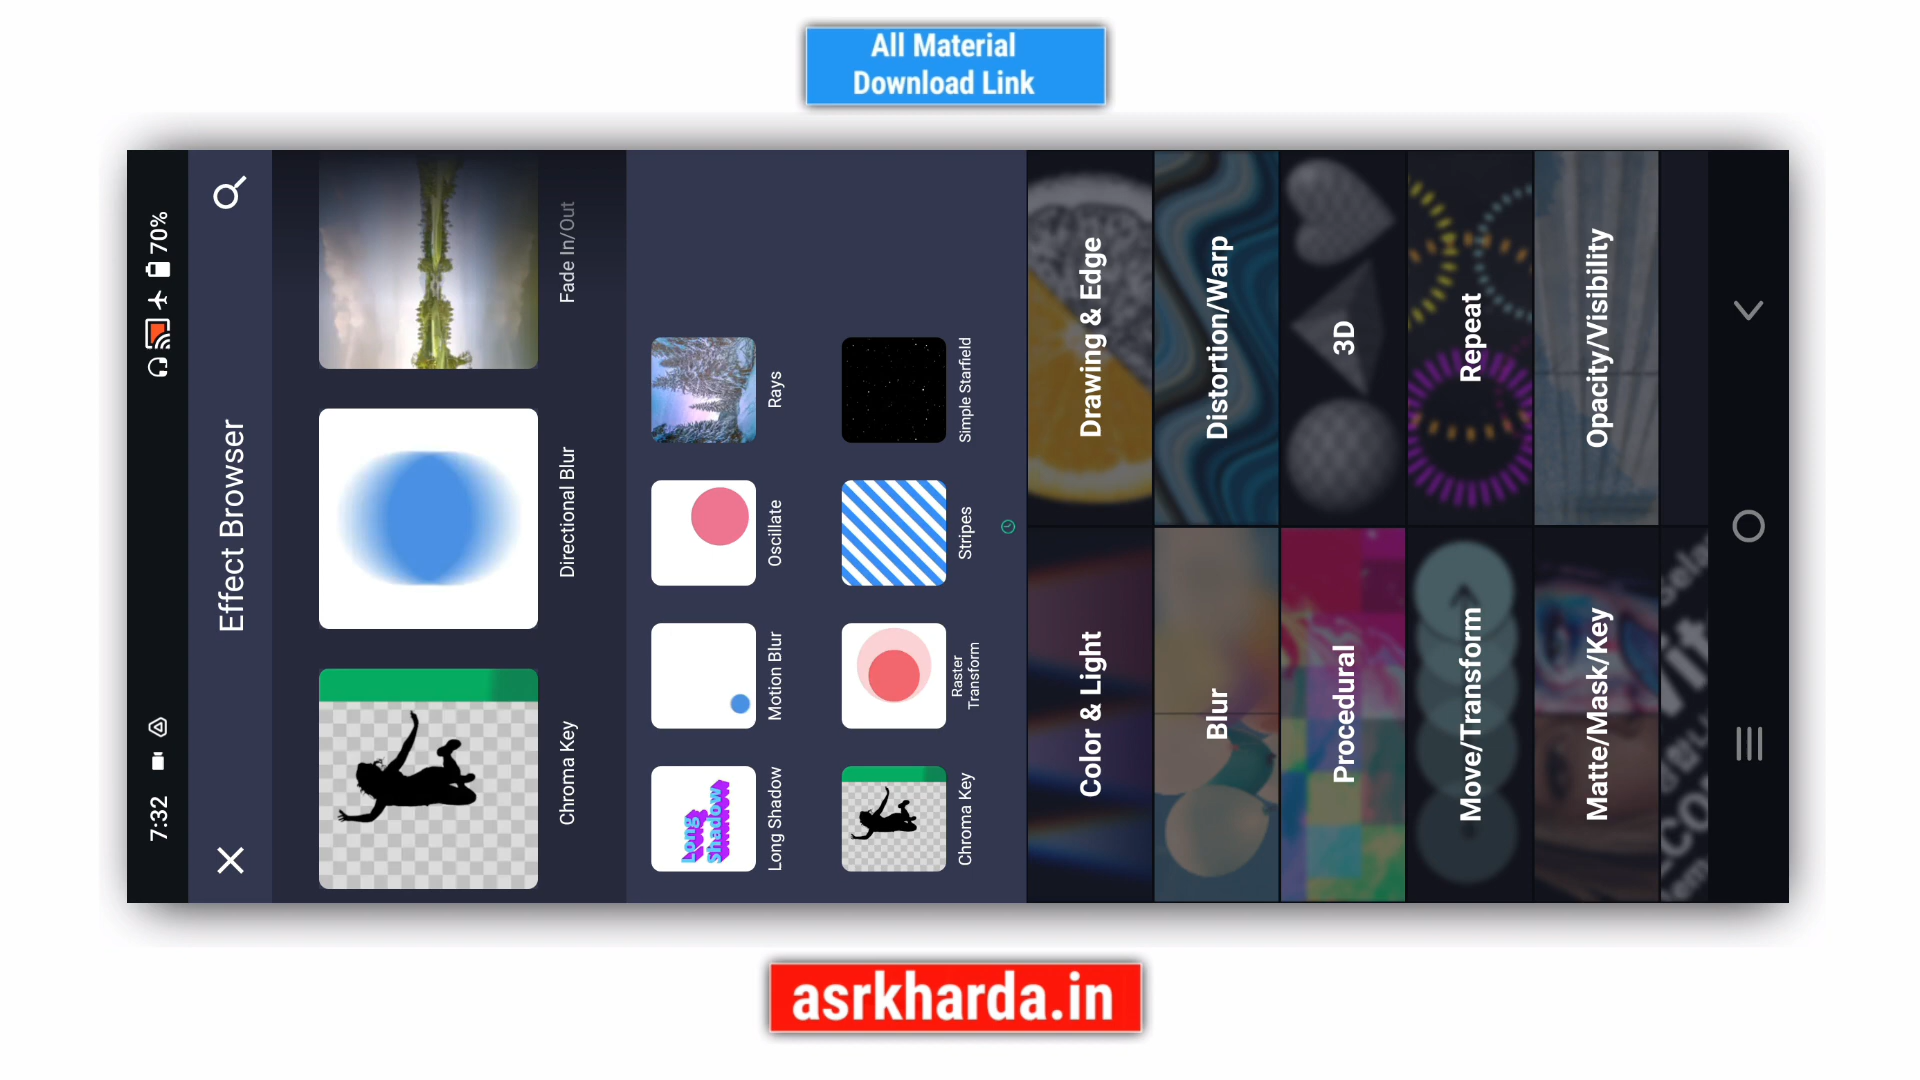 All Material
Download Link
7:32
70%
Effect Browser
Chroma Key
Directional Blur
Fade In/Out
Long
Shadow
Long Shadow
Motion Blur
Oscillate
Rays
Chroma Key
Raster
Transform
Stripes
Simple Starfield
Color & Light
Drawing & Edge
Blur
Distortion/Warp
Procedural
3D
Move/Transform
Repeat
Matte/Mask/Key
Opacity/Visibility
asrkharda.in